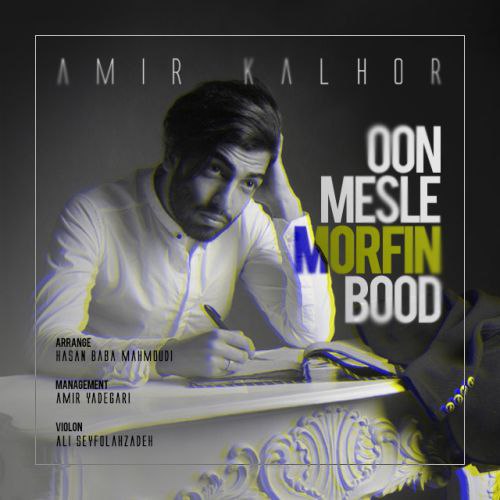 AMIR KALHOR
OON
MESLE
MORFIN
BOOD
ARRANGE
HASAN BABA MAHMOUDI
MANAGEMENT
AMIR YADEGARI
VIOLON
ALI SEYFOLAHZADEH